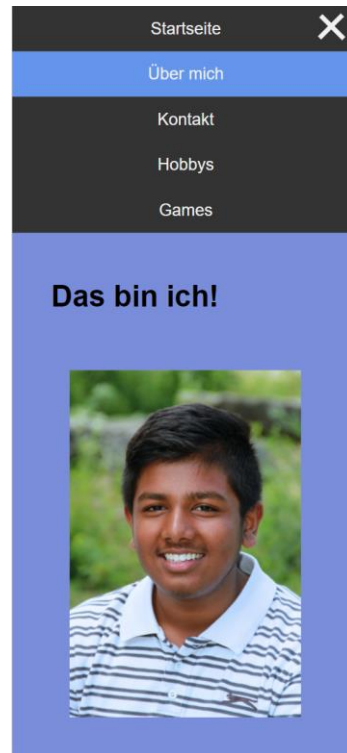 Startseite
Über mich
Kontakt
Hobbys
Games
Das bin ich!